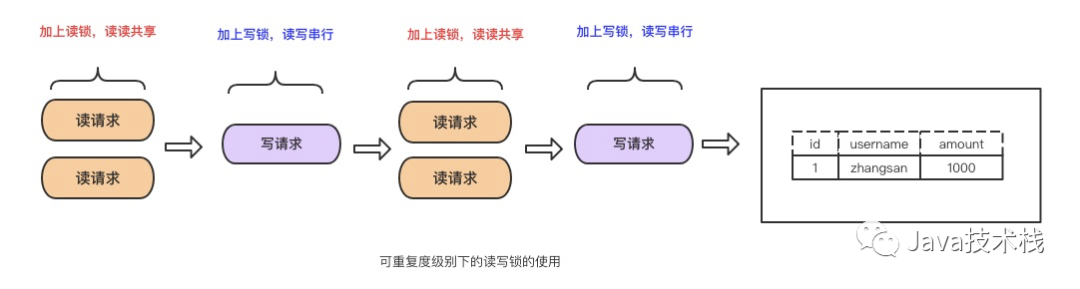 加上读锁，读读共享
加上写锁，读写串行
加上读锁，读读共享
加上写锁，读写串行
读请求
读请求
写请求
读请求
读请求
写请求
id username amount
1 zhangsan 1000
Java技术栈
可重复度级别下的读写锁的使用